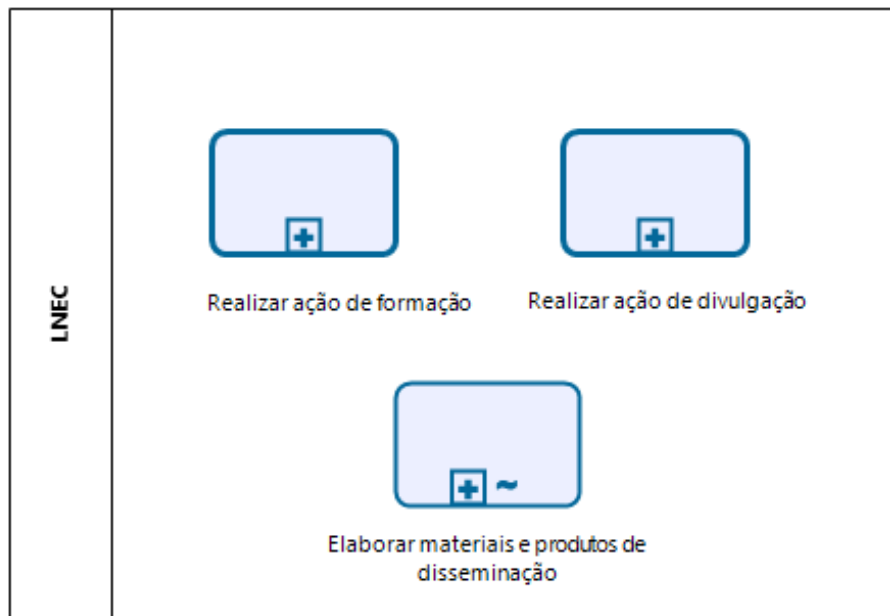 LNEC
Realizar ação de formação
Realizar ação de divulgação
Elaborar materiais e produtos de
disseminação